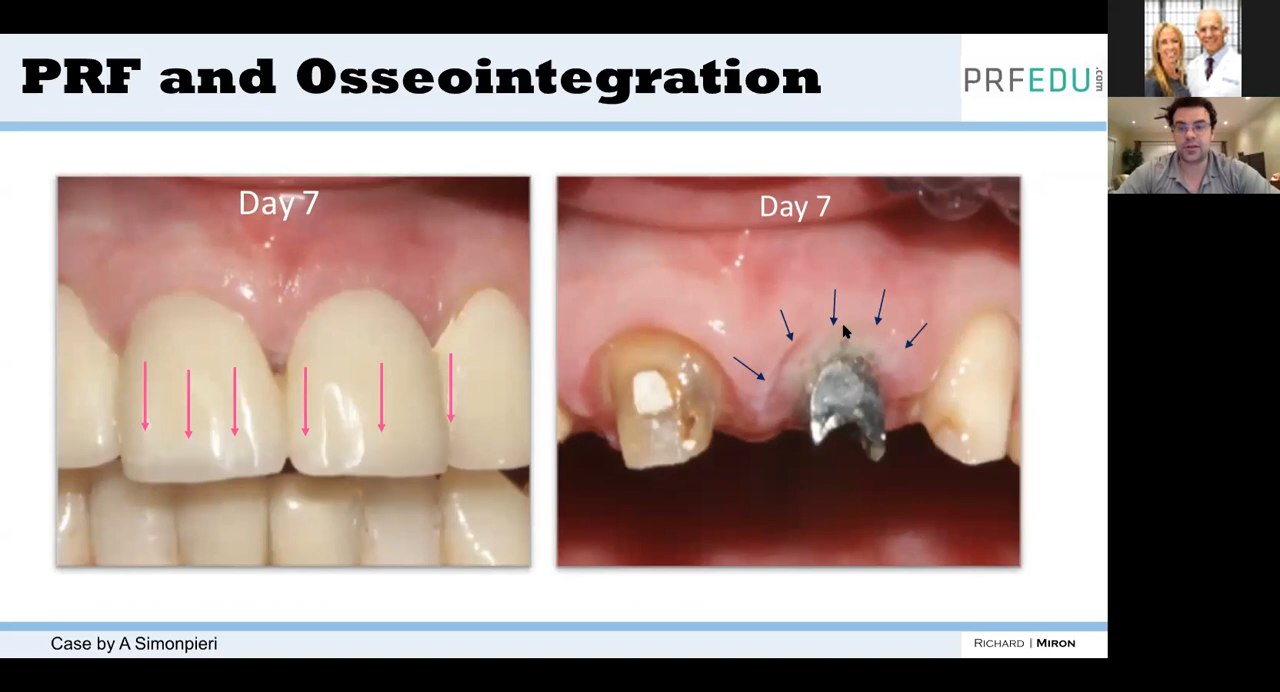 PRF and Osseointegration
PRFEDU.com
Day 7
Day 7
Case by A Simonpieri
RICHARD | MIRON